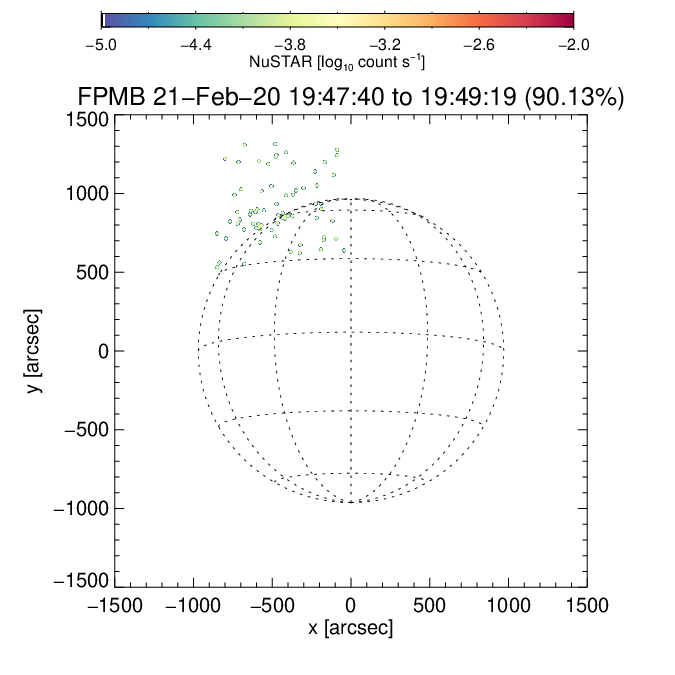 −5.0 −4.4 −3.8 −3.2 −2.6 −2.0
NuSTAR [log₁₀ count s⁻¹]
FPMB 21−Feb−20 19:47:40 to 19:49:19 (90.13%)
1500
1000
500
0
−500
−1000
−1500
y [arcsec]
−1500 −1000 −500 0 500 1000 1500
x [arcsec]